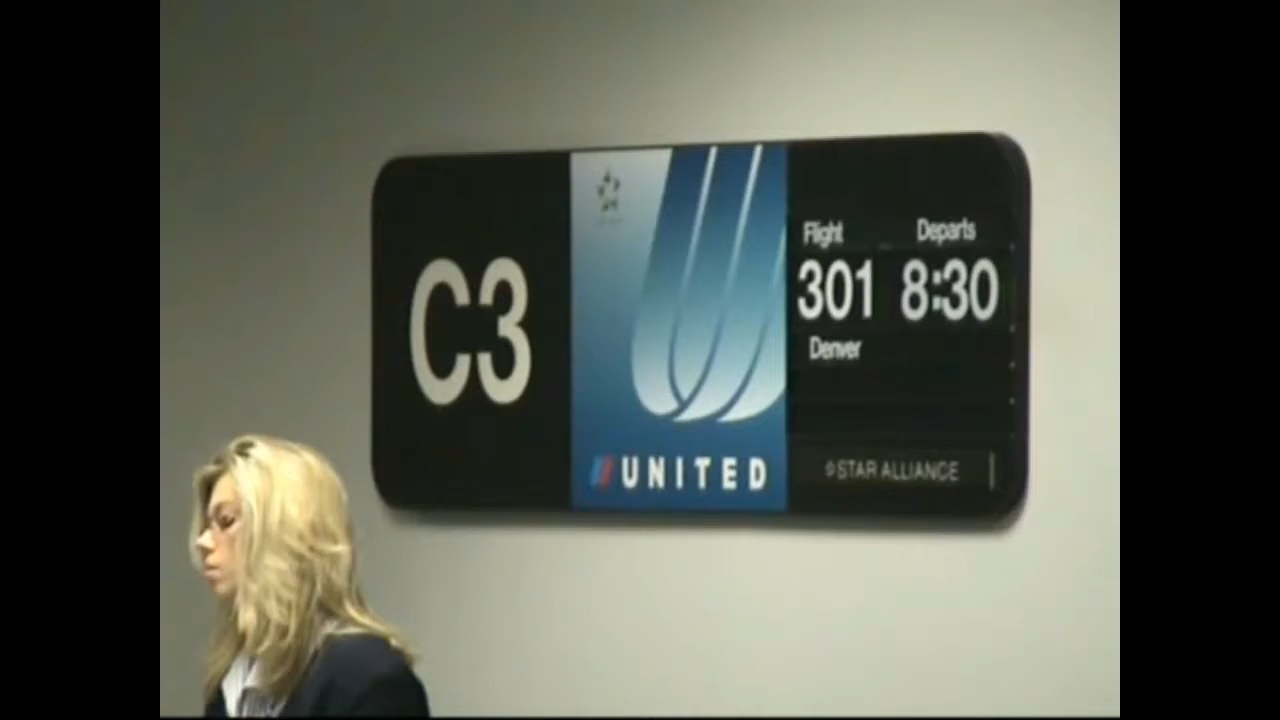 C3
UNITED
Flight Departs
301 8:30
Denver
STAR ALLIANCE